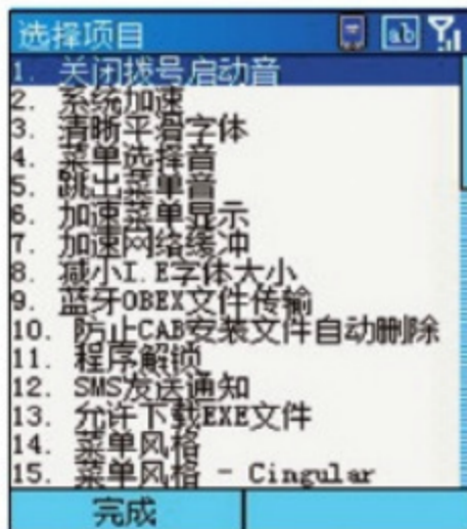 选择项目 ab
1. 关闭拨号启动音
2. 系统加速
3. 清晰平滑字体
4. 菜单选择音
5. 跳出菜单音
6. 加速菜单显示
7. 加速网络缓冲
8. 减小I.E字体大小
9. 蓝牙OBEX文件传输
10. 防止CAB安装文件自动删除
11. 程序解锁
12. SMS发送通知
13. 允许下载EXE文件
14. 菜单风格
15. 菜单风格 - Cingular
完成